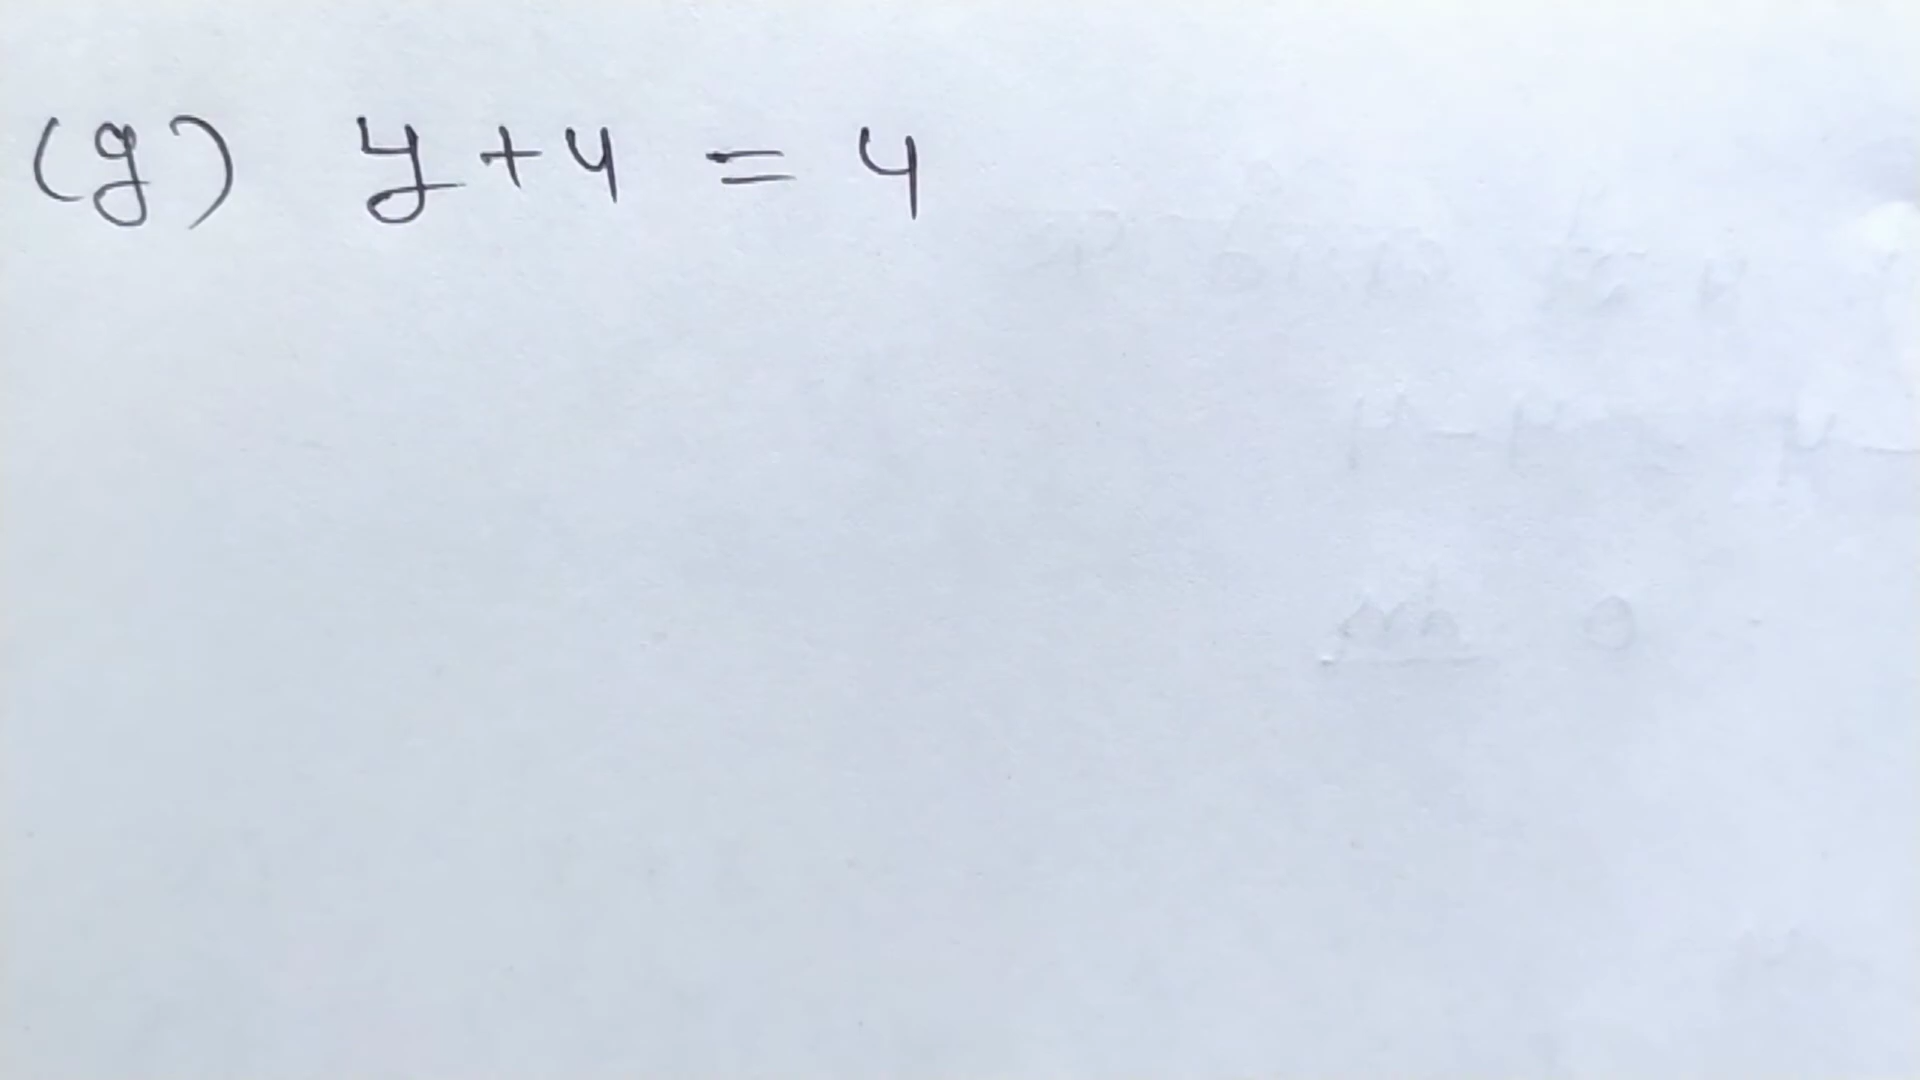 (g) y + 4 = 4